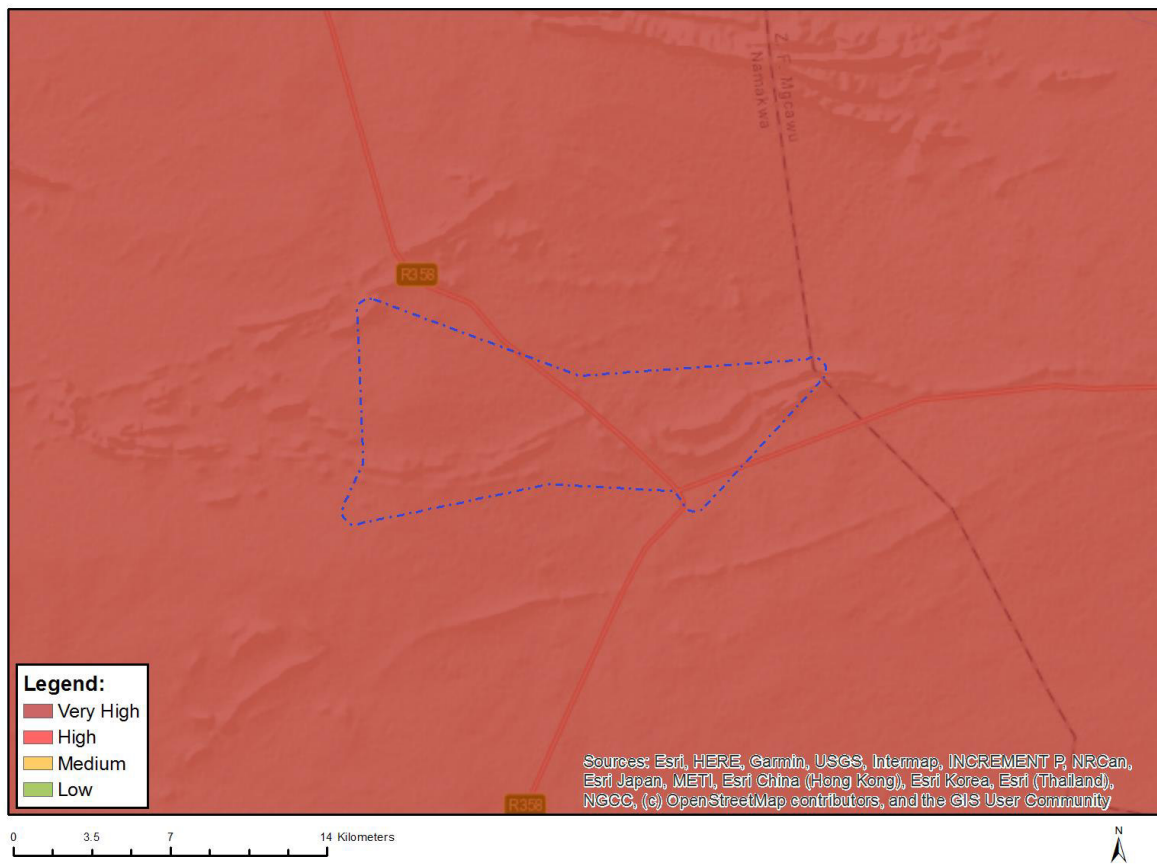 Z. F. Mgcawu
Namakwa
R358
Legend:
Very High
High
Medium
Low
Sources: Esri, HERE, Garmin, USGS, Intermap, INCREMENT P, NRCan,
Esri Japan, METI, Esri China (Hong Kong), Esri Korea, Esri (Thailand),
NGCC, (c) OpenStreetMap contributors, and the GIS User Community
R358
0 3.5 7 14 Kilometers
N